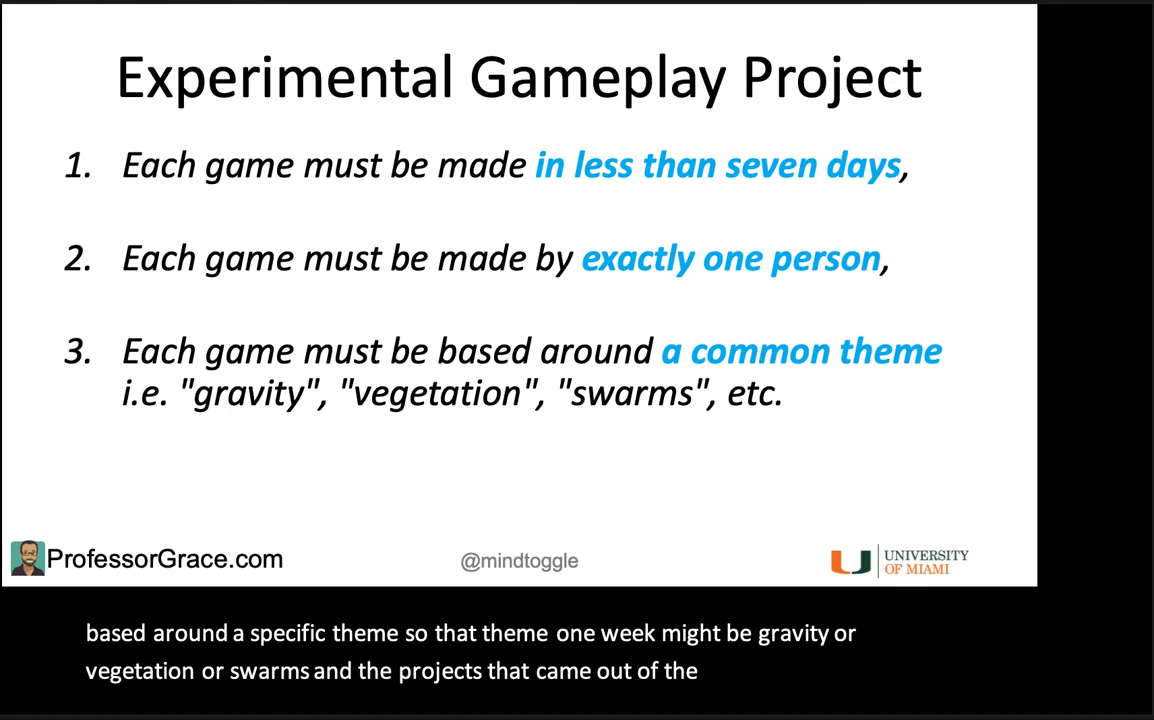 Experimental Gameplay Project
1. Each game must be made in less than seven days,
2. Each game must be made by exactly one person,
3. Each game must be based around a common theme
i.e. "gravity", "vegetation", "swarms", etc.
ProfessorGrace.com
@mindtoggle
UNIVERSITY
OF MIAMI
based around a specific theme so that theme one week might be gravity or
vegetation or swarms and the projects that came out of the